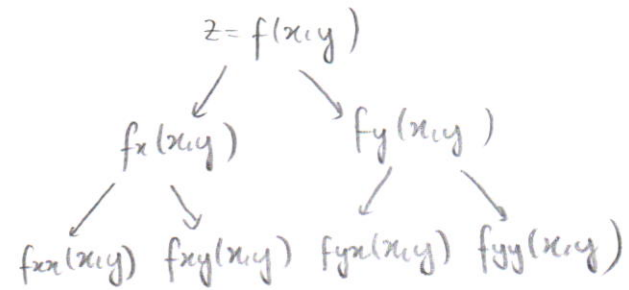 z = f(x,y)
fx(x,y) fy(x,y)
fxx(x,y) fxy(x,y) fyx(x,y) fyy(x,y)